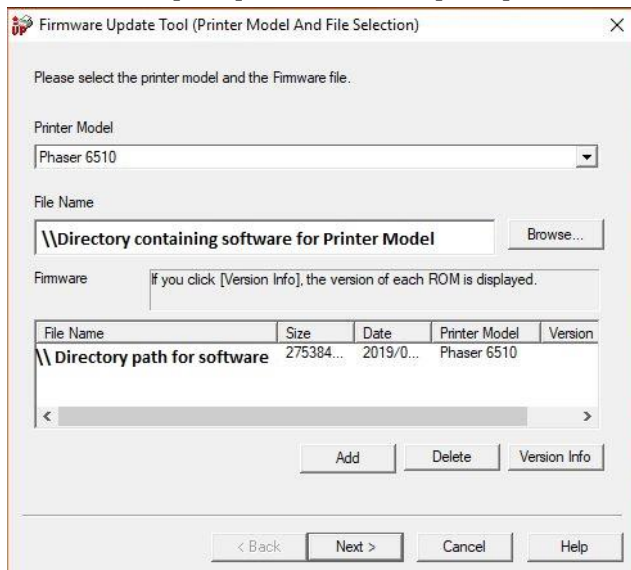 UP Firmware Update Tool (Printer Model And File Selection)
Please select the printer model and the Firmware file.
Printer Model
Phaser 6510
File Name
\\Directory containing software for Printer Model Browse...
Firmware If you click [Version Info], the version of each ROM is displayed.
File Name Size Date Printer Model Version
\\ Directory path for software 275384... 2019/0... Phaser 6510
Add Delete Version Info
< Back Next > Cancel Help